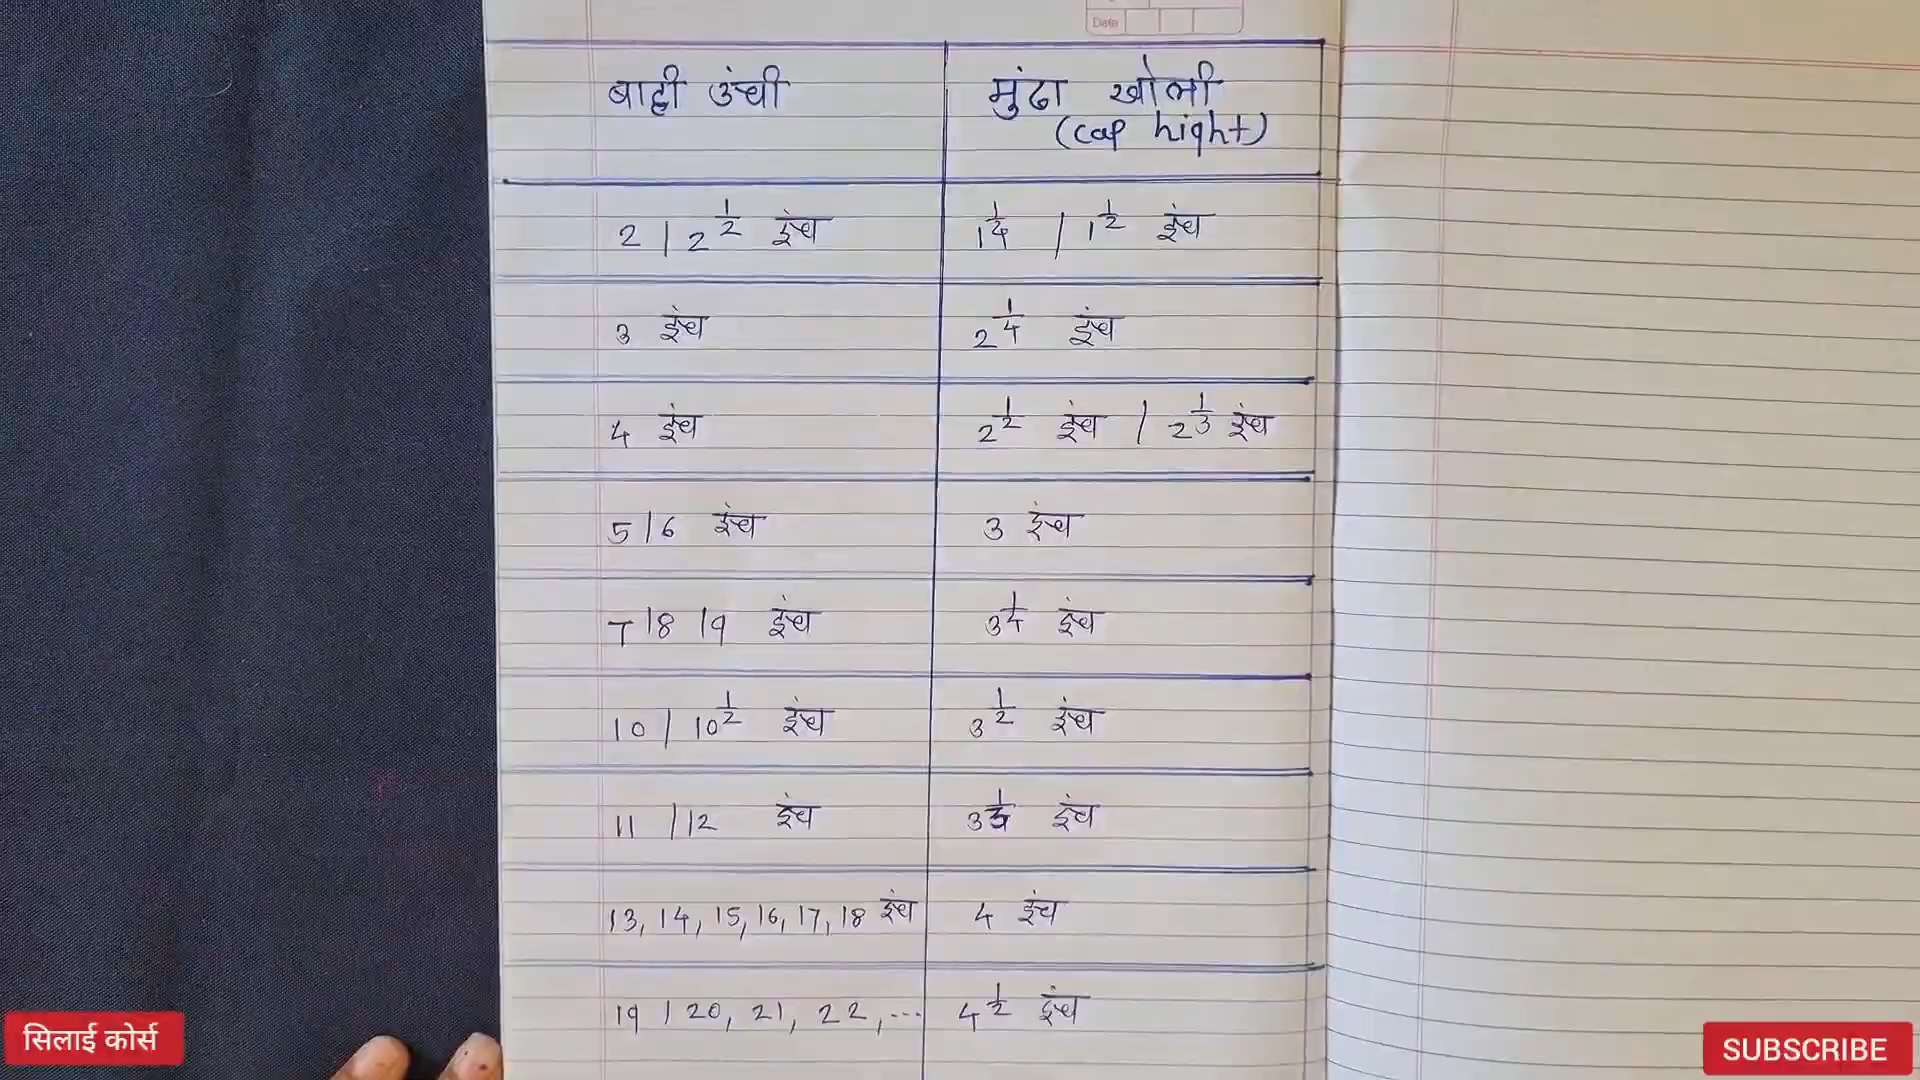 Date
बाही उंची मुंढा खोली
(cap hight)
2 / 2 1/2 इंच 1 1/4 / 1 1/2 इंच
3 इंच 2 1/4 इंच
4 इंच 2 1/2 इंच / 2 1/3 इंच
5 / 6 इंच 3 इंच
7 / 8 / 9 इंच 3 1/4 इंच
10 / 10 1/2 इंच 3 1/2 इंच
11 / 12 इंच 3 इंच
13, 14, 15, 16, 17, 18 इंच 4 इंच
19 / 20, 21, 22, ... 4 1/2 इंच
सिलाई कोर्स
SUBSCRIBE